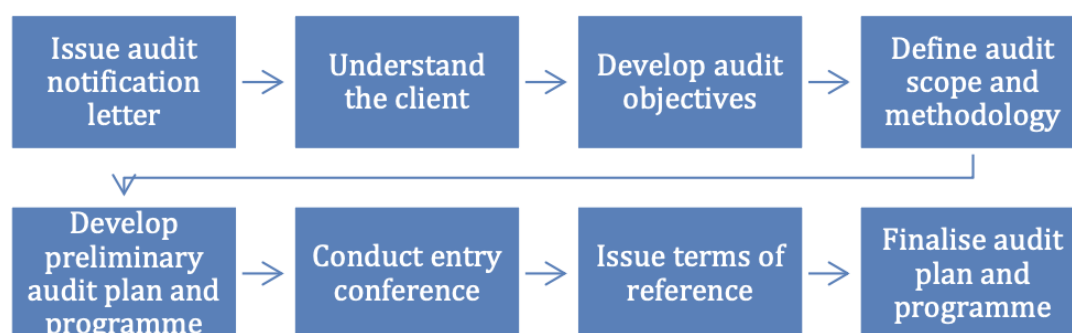 Issue audit
notification
letter
Understand
the client
Develop audit
objectives
Define audit
scope and
methodology
Develop
preliminary
audit plan and
programme
Conduct entry
conference
Issue terms of
reference
Finalise audit
plan and
programme